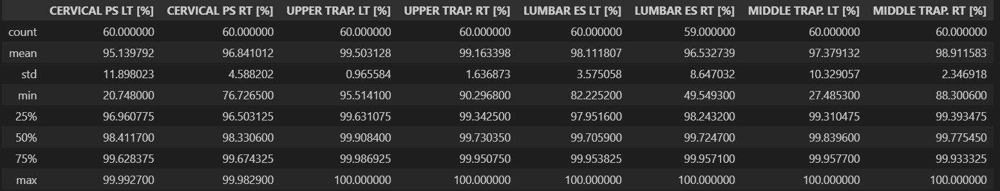 CERVICAL PS LT [%] CERVICAL PS RT [%] UPPER TRAP. LT [%] UPPER TRAP. RT [%] LUMBAR ES LT [%] LUMBAR ES RT [%] MIDDLE TRAP. LT [%] MIDDLE TRAP. RT [%]
count 60.000000 60.000000 60.000000 60.000000 60.000000 59.000000 60.000000 60.000000
mean 95.139792 96.841012 99.503128 99.163398 98.111807 96.532739 97.379132 98.911583
std 11.898023 4.588202 0.965584 1.636873 3.575058 8.647032 10.329057 2.346918
min 20.748000 76.726500 95.514100 90.296800 82.225200 49.549300 27.485300 88.300600
25% 96.960775 96.503125 99.631075 99.342500 97.951600 98.243200 99.310475 99.393475
50% 98.411700 98.330600 99.908400 99.730350 99.705900 99.724700 99.839600 99.775450
75% 99.628375 99.674325 99.986925 99.950750 99.953825 99.957100 99.957700 99.933325
max 99.992700 99.982900 100.000000 100.000000 100.000000 100.000000 100.000000 100.000000